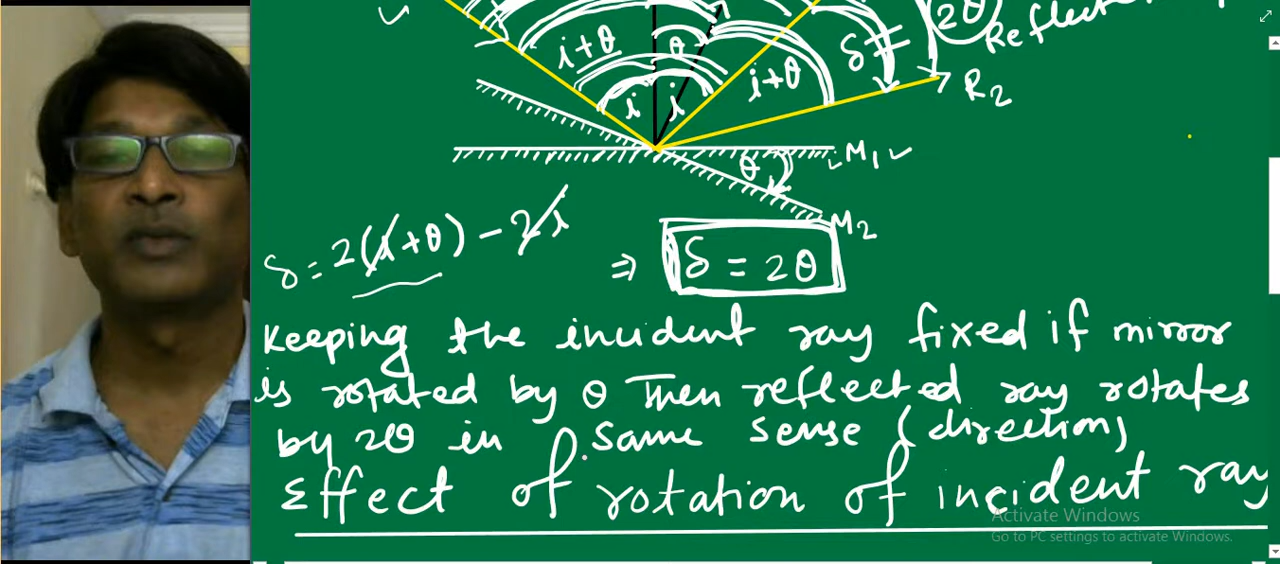 2θ
Reflected
i+θ θ δ
i i i+θ
R2
θ M1
M2
δ = 2(i+θ) - 2i ⇒ δ = 2θ
Keeping the incident ray fixed if mirror
is rotated by θ Then reflected ray rotates
by 2θ in same sense (direction)
Effect of rotation of incident ray
Activate Windows
Go to PC settings to activate Windows.